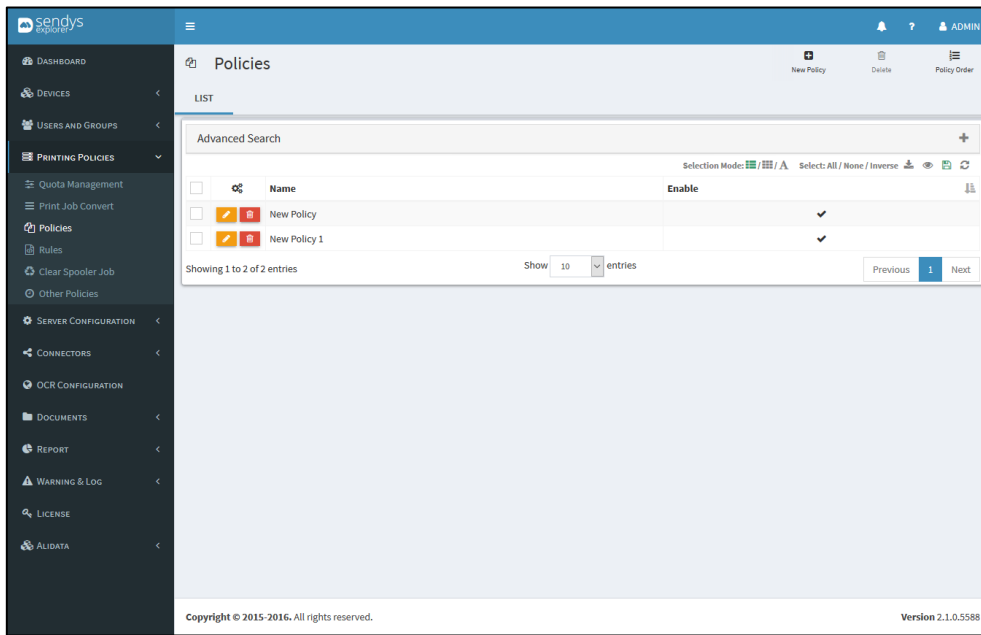 sendys
explorer
ADMIN
DASHBOARD
DEVICES
USERS AND GROUPS
PRINTING POLICIES
Quota Management
Print Job Convert
Policies
Rules
Clear Spooler Job
Other Policies
SERVER CONFIGURATION
CONNECTORS
OCR CONFIGURATION
DOCUMENTS
REPORT
WARNING & LOG
LICENSE
ALIDATA
Policies
New Policy
Delete
Policy Order
LIST
Advanced Search
Selection Mode: / / A Select: All / None / Inverse
Name Enable
New Policy
New Policy 1
Showing 1 to 2 of 2 entries
Show 10 entries
Previous 1 Next
Copyright © 2015-2016. All rights reserved.
Version 2.1.0.5588